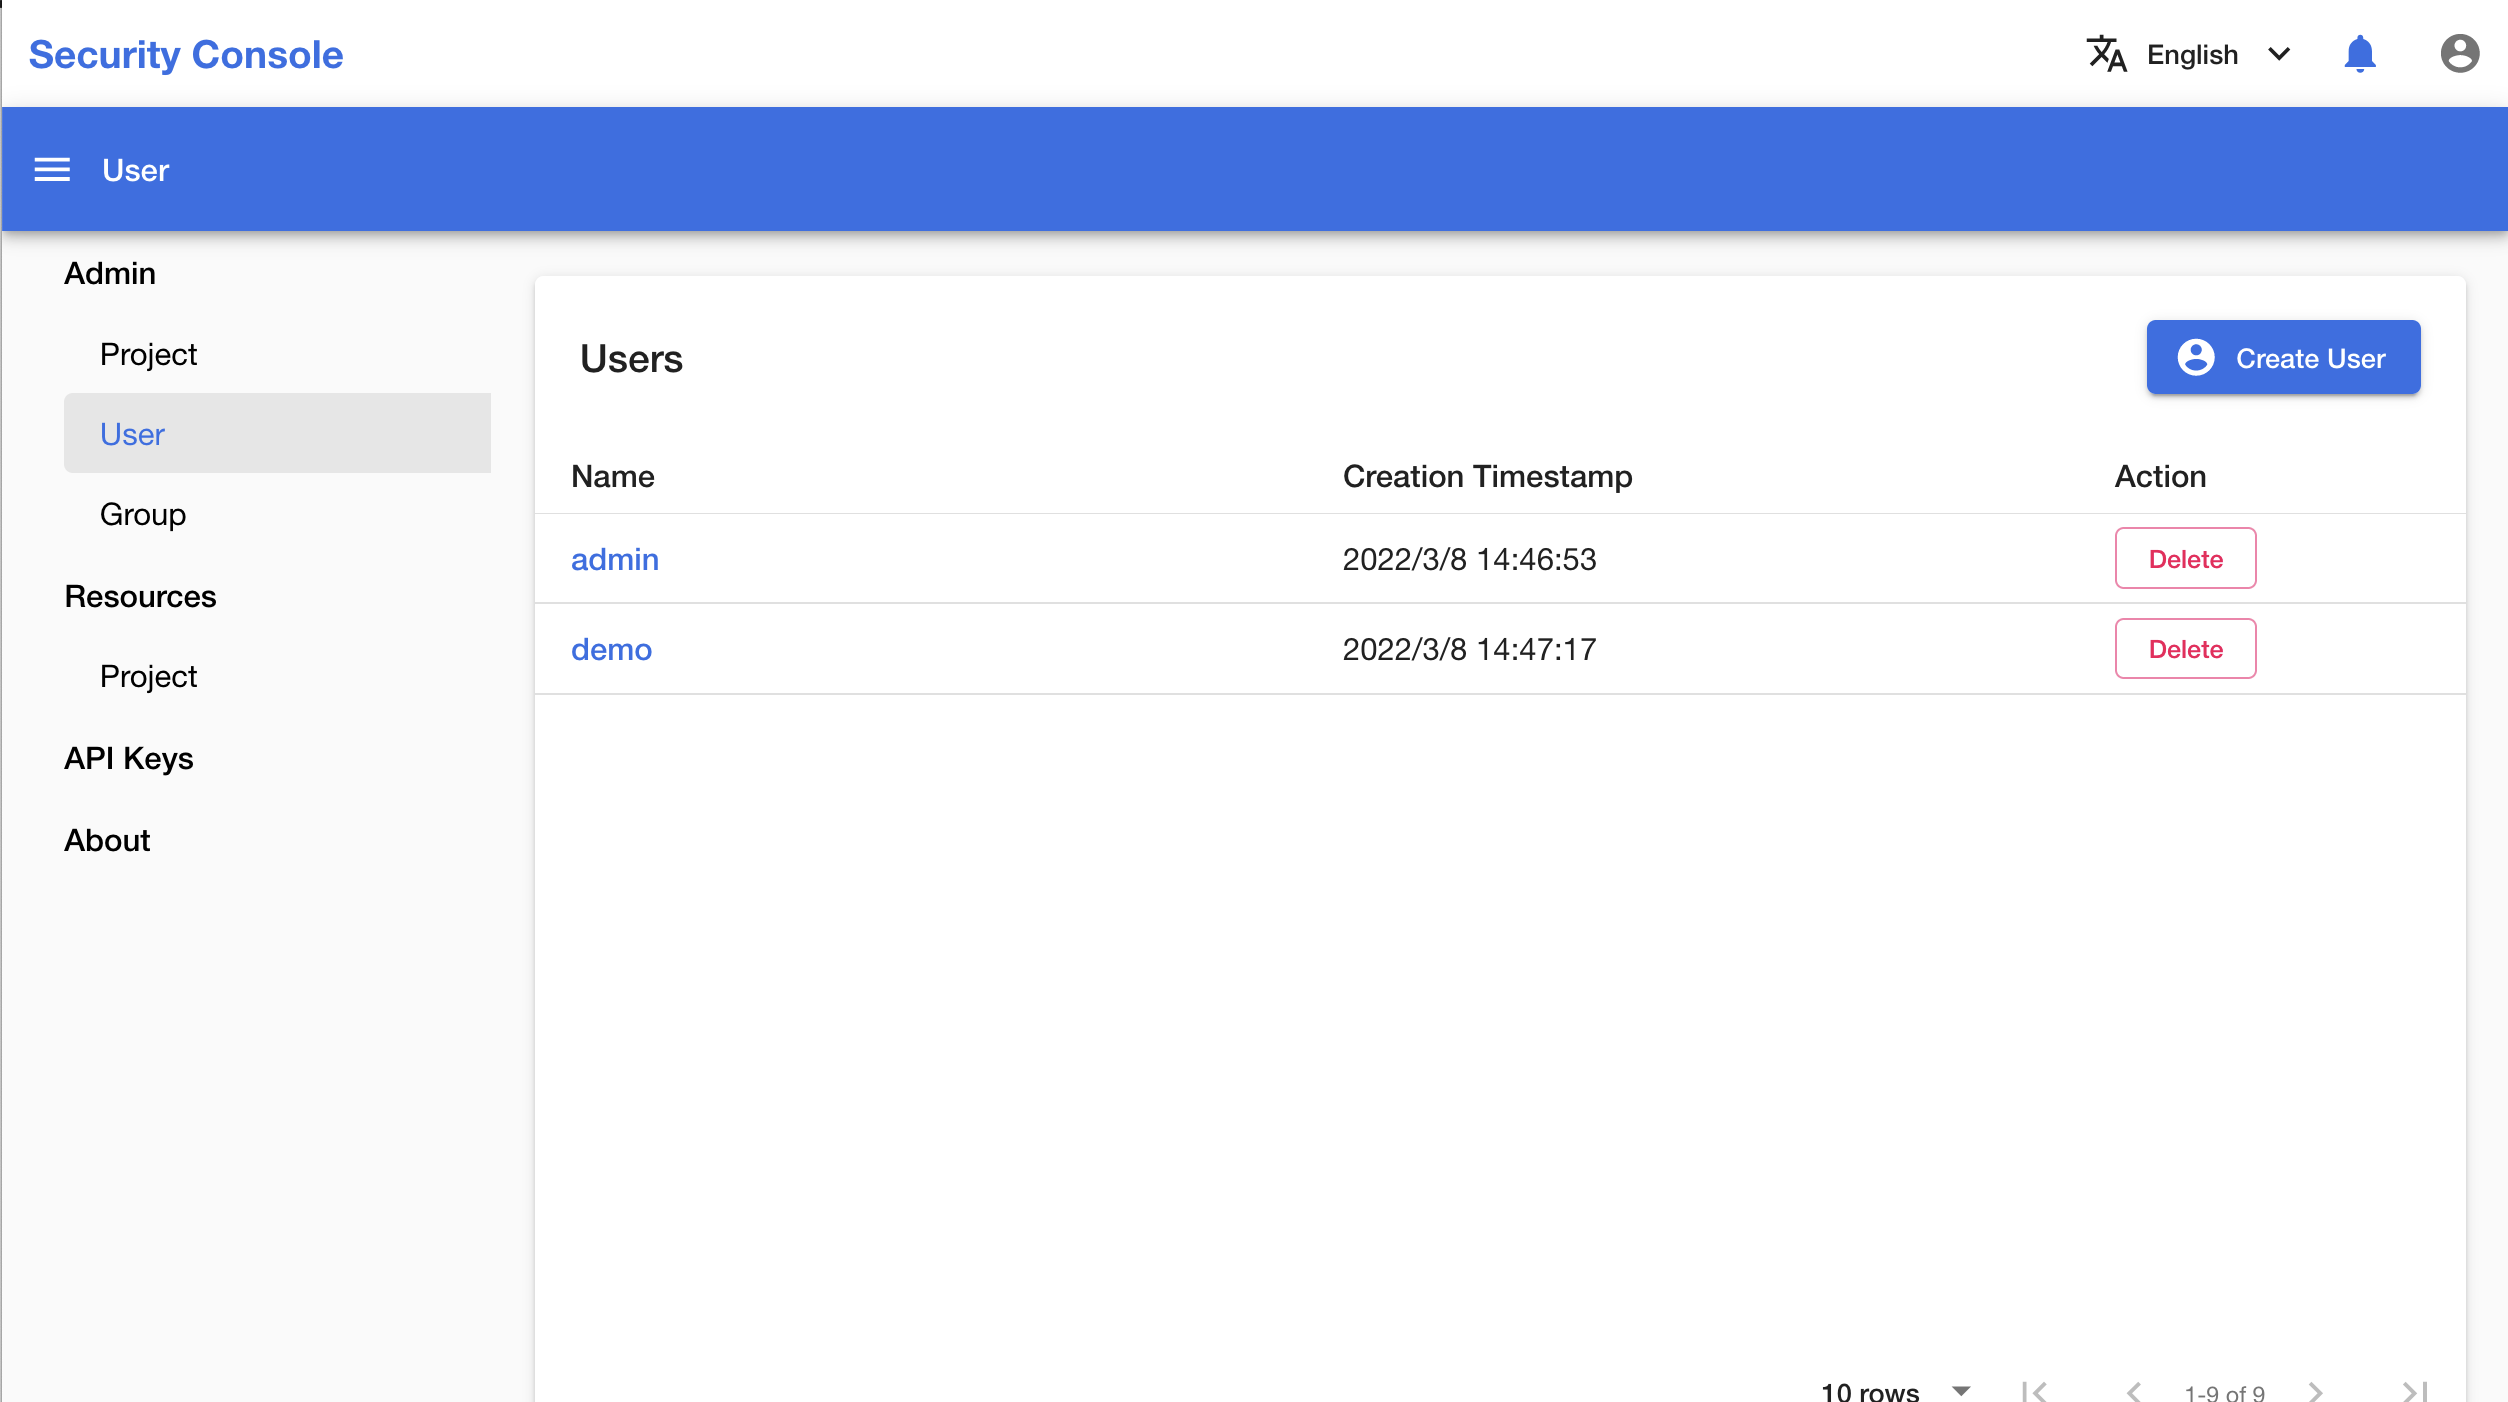 Security Console
English
User
Admin
Project
User
Group
Resources
Project
API Keys
About
Users
Create User
Name Creation Timestamp Action
admin 2022/3/8 14:46:53 Delete
demo 2022/3/8 14:47:17 Delete
10 rows 1-9 of 9